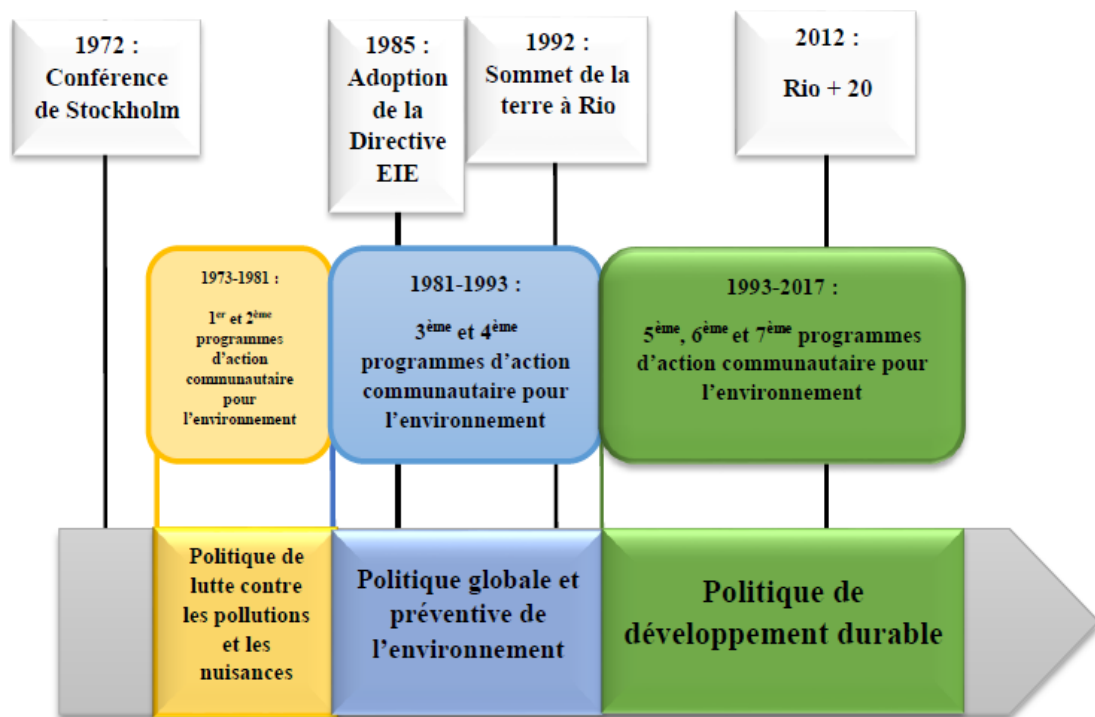 1972 :
Conférence
de Stockholm
1985 :
Adoption
de la
Directive
EIE
1992 :
Sommet de la
terre à Rio
2012 :
Rio + 20
1973-1981 :
1er et 2ème
programmes
d’action
communautaire
pour
l’environnement
1981-1993 :
3ème et 4ème
programmes d’action
communautaire pour
l’environnement
1993-2017 :
5ème, 6ème et 7ème programmes
d’action communautaire pour
l’environnement
Politique de
lutte contre
les pollutions
et les
nuisances
Politique globale et
préventive de
l’environnement
Politique de
développement durable